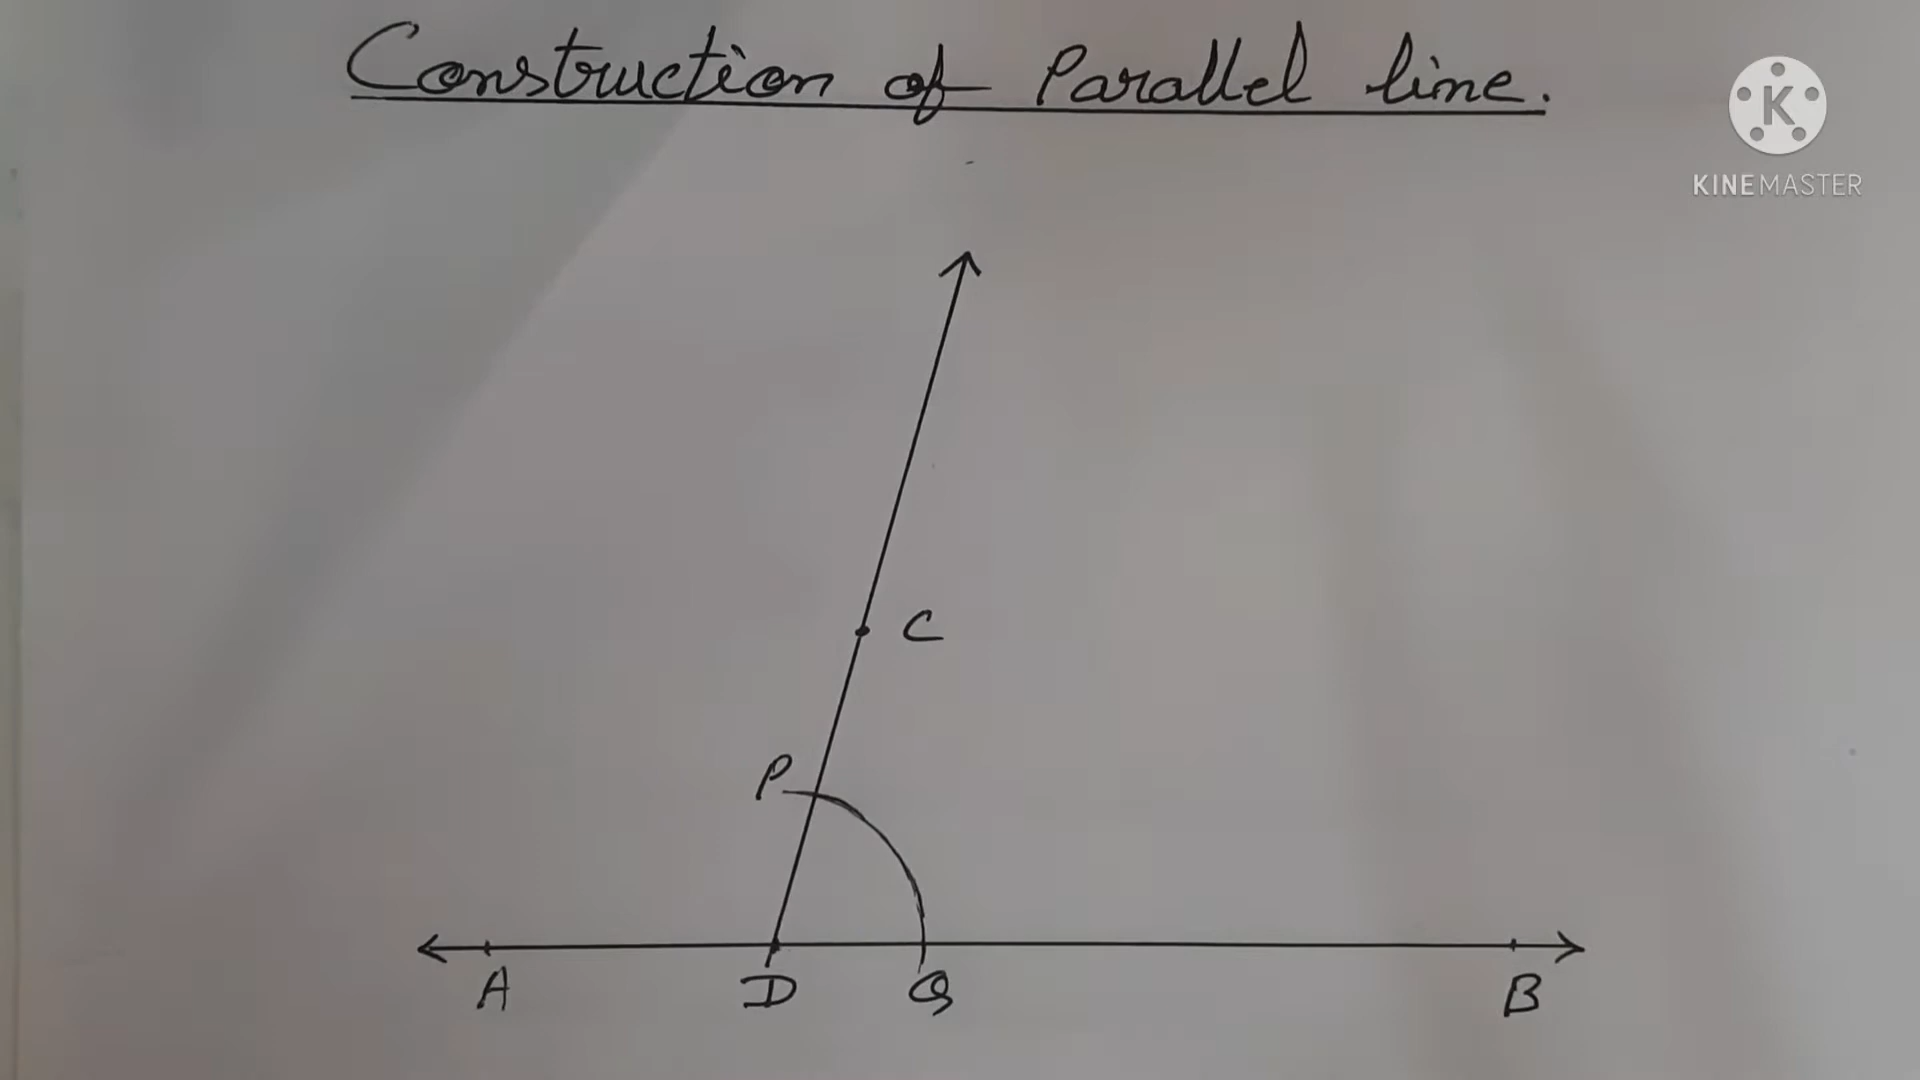 Construction of Parallel line.
K
KINEMASTER
C
P
A D Q B